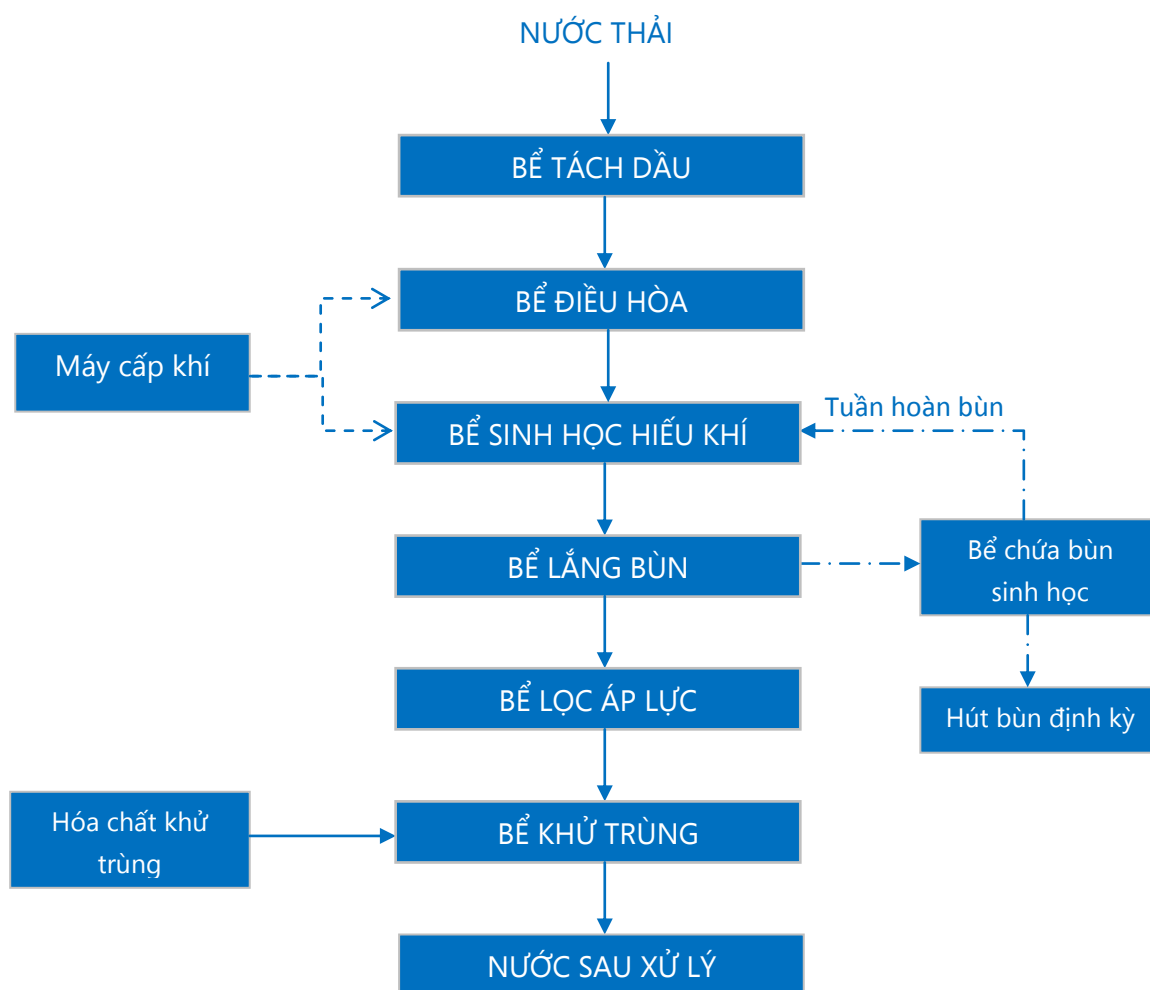 NƯỚC THẢI
BỂ TÁCH DẦU
BỂ ĐIỀU HÒA
Máy cấp khí
Tuần hoàn bùn
BỂ SINH HỌC HIẾU KHÍ
Bể chứa bùn
sinh học
BỂ LẮNG BÙN
BỂ LỌC ÁP LỰC
Hút bùn định kỳ
Hóa chất khử
trùng
BỂ KHỬ TRÙNG
NƯỚC SAU XỬ LÝ